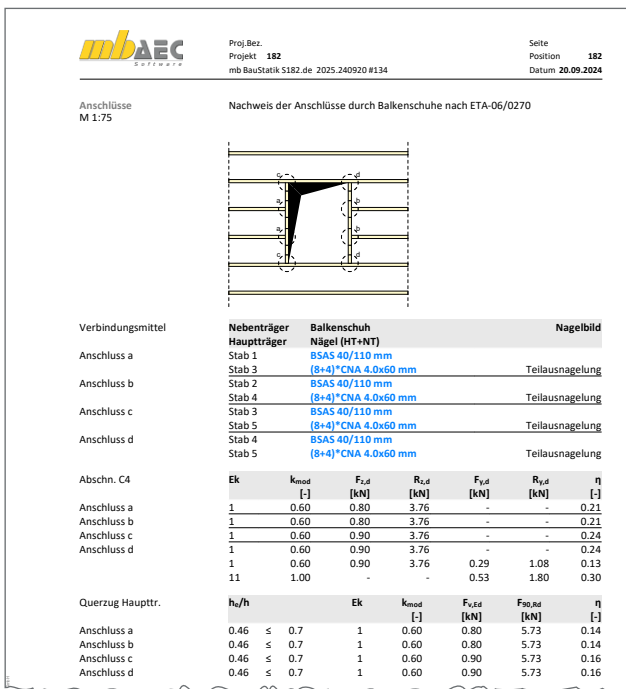 mb AEC
Software
Proj.Bez. Seite
Projekt 182 Position 182
mb BauStatik S182.de 2025.240920 #134 Datum 20.09.2024
Anschlüsse Nachweis der Anschlüsse durch Balkenschuhe nach ETA-06/0270
M 1:75
c d
a b
a b
c d
Verbindungsmittel Nebenträger Balkenschuh Nagelbild
Hauptträger Nägel (HT+NT)
Anschluss a Stab 1 BSAS 40/110 mm
Stab 3 (8+4)*CNA 4.0x60 mm Teilausnagelung
Anschluss b Stab 2 BSAS 40/110 mm
Stab 4 (8+4)*CNA 4.0x60 mm Teilausnagelung
Anschluss c Stab 3 BSAS 40/110 mm
Stab 5 (8+4)*CNA 4.0x60 mm Teilausnagelung
Anschluss d Stab 4 BSAS 40/110 mm
Stab 5 (8+4)*CNA 4.0x60 mm Teilausnagelung
Abschn. C4 Ek kmod Fz,d Rz,d Fy,d Ry,d η
[-] [kN] [kN] [kN] [kN] [-]
Anschluss a 1 0.60 0.80 3.76 - - 0.21
Anschluss b 1 0.60 0.80 3.76 - - 0.21
Anschluss c 1 0.60 0.90 3.76 - - 0.24
Anschluss d 1 0.60 0.90 3.76 - - 0.24
1 0.60 0.90 3.76 0.29 1.08 0.13
11 1.00 - - 0.53 1.80 0.30
Querzug Haupttr. he/h Ek kmod Fv,Ed F90,Rd η
[-] [kN] [kN] [-]
Anschluss a 0.46 ≤ 0.7 1 0.60 0.80 5.73 0.14
Anschluss b 0.46 ≤ 0.7 1 0.60 0.80 5.73 0.14
Anschluss c 0.46 ≤ 0.7 1 0.60 0.90 5.73 0.16
Anschluss d 0.46 ≤ 0.7 1 0.60 0.90 5.73 0.16